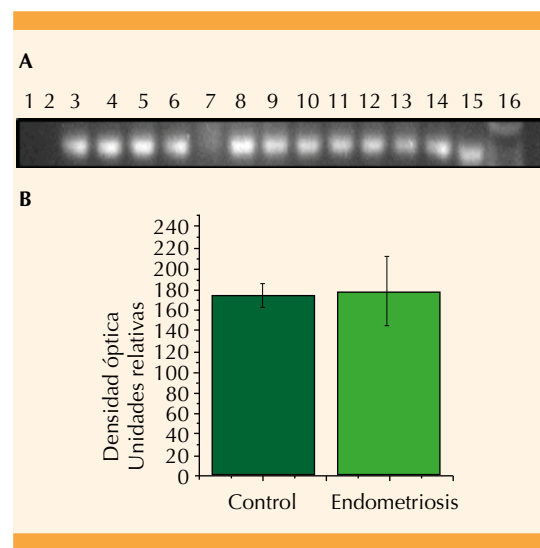 A
1 2 3 4 5 6 7 8 9 10 11 12 13 14 15 16
B
Densidad óptica
Unidades relativas
240
220
200
180
160
140
120
100
80
60
40
20
0
Control Endometriosis